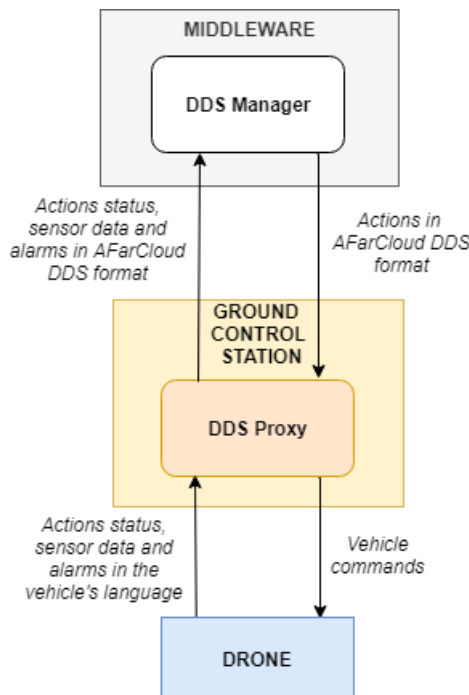 MIDDLEWARE
DDS Manager
Actions status,
sensor data and
alarms in AFarCloud
DDS format
Actions in
AFarCloud DDS
format
GROUND
CONTROL
STATION
DDS Proxy
Actions status,
sensor data and
alarms in the
vehicle's language
Vehicle
commands
DRONE